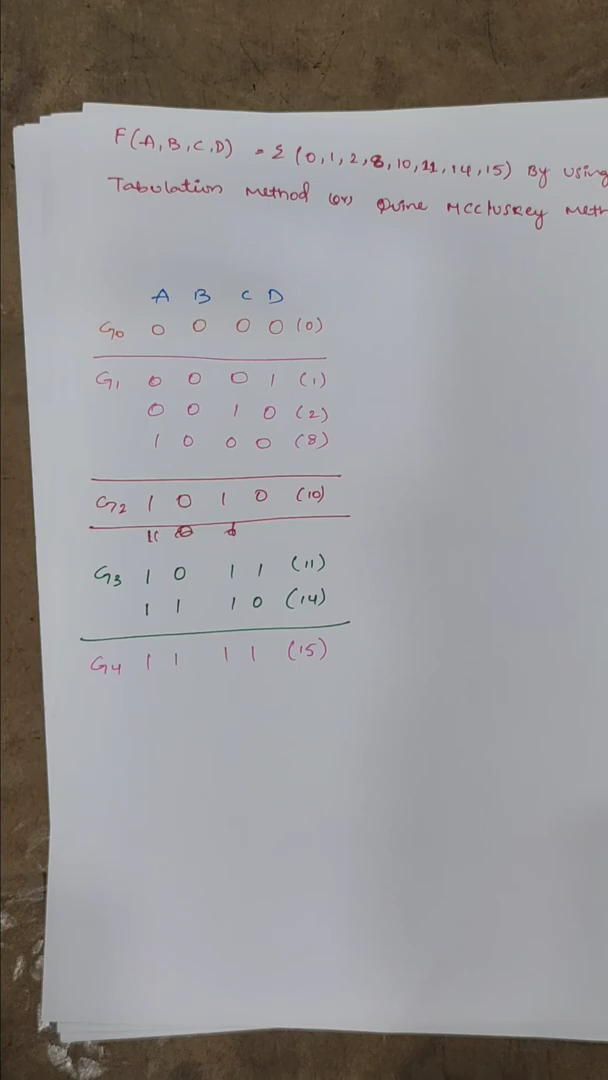 F(A,B,C,D) = Σ (0,1,2,8,10,11,14,15) By using
Tabulation Method (or) Quine McCluskey Meth
A B C D
G0 0 0 0 0 (0)
G1 0 0 0 1 (1)
0 0 1 0 (2)
1 0 0 0 (8)
G2 1 0 1 0 (10)
G3 1 0 1 1 (11)
1 1 1 0 (14)
G4 1 1 1 1 (15)